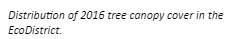 Distribution of 2016 tree canopy cover in the
EcoDistrict.